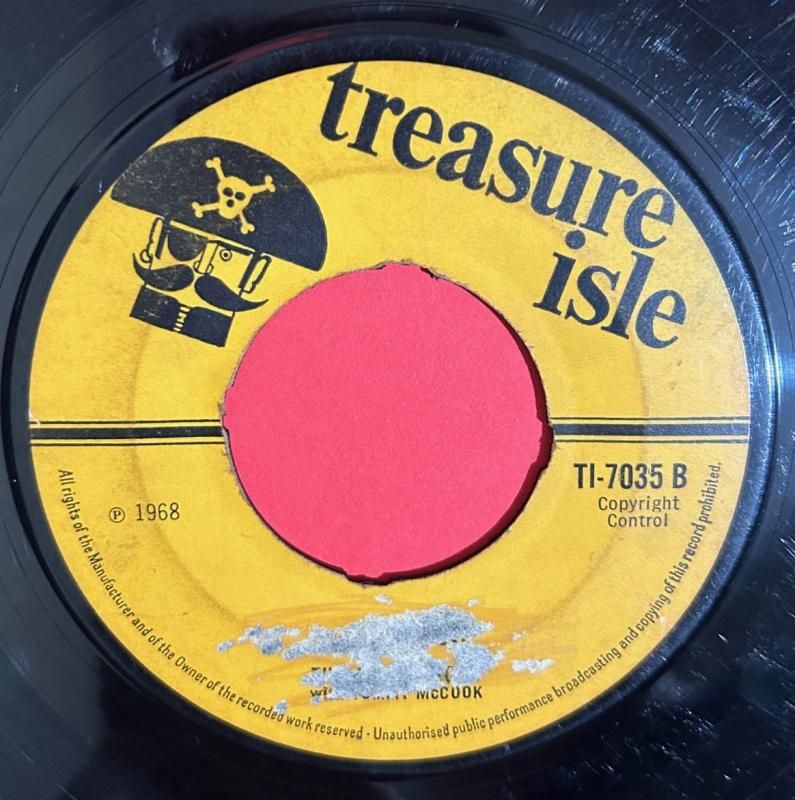 treasure
isle
TI-7035 B
Copyright
Control
℗ 1968
McCOOK
All rights of the Manufacturer and of the Owner of the recorded work reserved · Unauthorised public performance broadcasting and copying of this record prohibited.